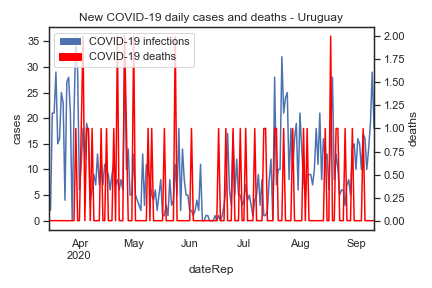 New COVID-19 daily cases and deaths - Uruguay
COVID-19 infections
COVID-19 deaths
cases
35
30
25
20
15
10
5
0
deaths
2.00
1.75
1.50
1.25
1.00
0.75
0.50
0.25
0.00
Apr May Jun Jul Aug Sep
2020
dateRep